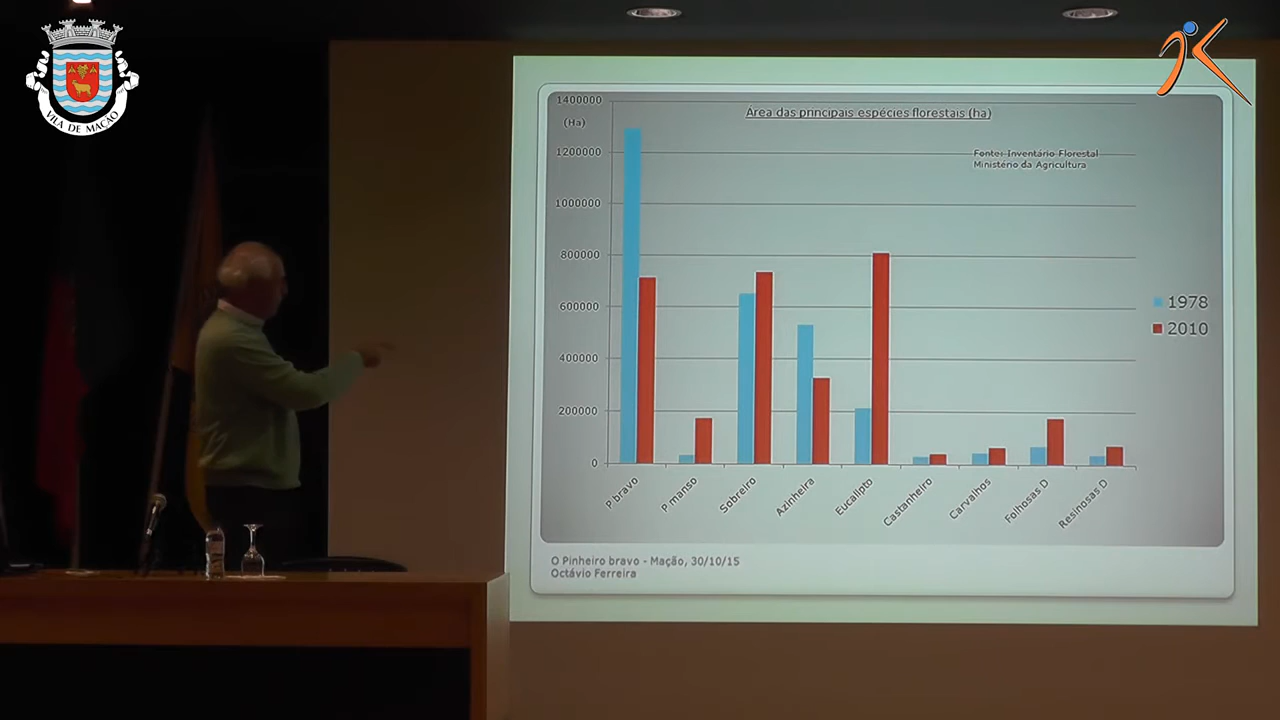 VILA DE MAÇÃO
Área das principais espécies florestais (ha)
(Ha)
Fonte: Inventário Florestal
Ministério da Agricultura
1400000
1200000
1000000
800000
600000
400000
200000
0
P.bravo
P.manso
Sobreiro
Azinheira
Eucalipto
Castanheiro
Carvalhos
Folhosas D
Resinosas D
1978
2010
O Pinheiro bravo - Mação, 30/10/15
Octávio Ferreira